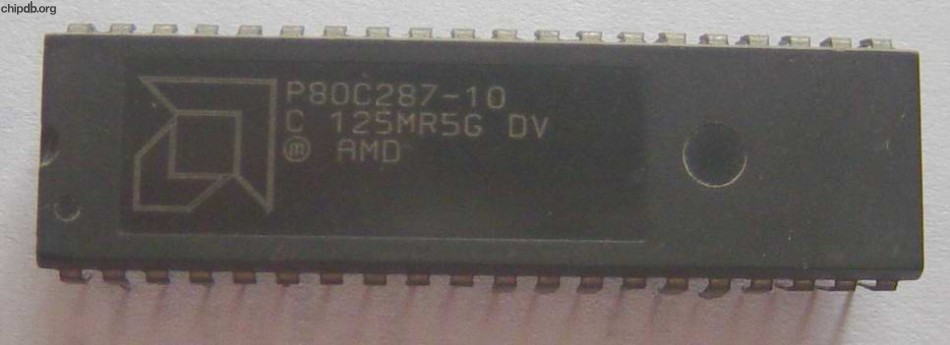 chipdb.org
P80C287-10
C 125MR5G DV
ⓜ AMD